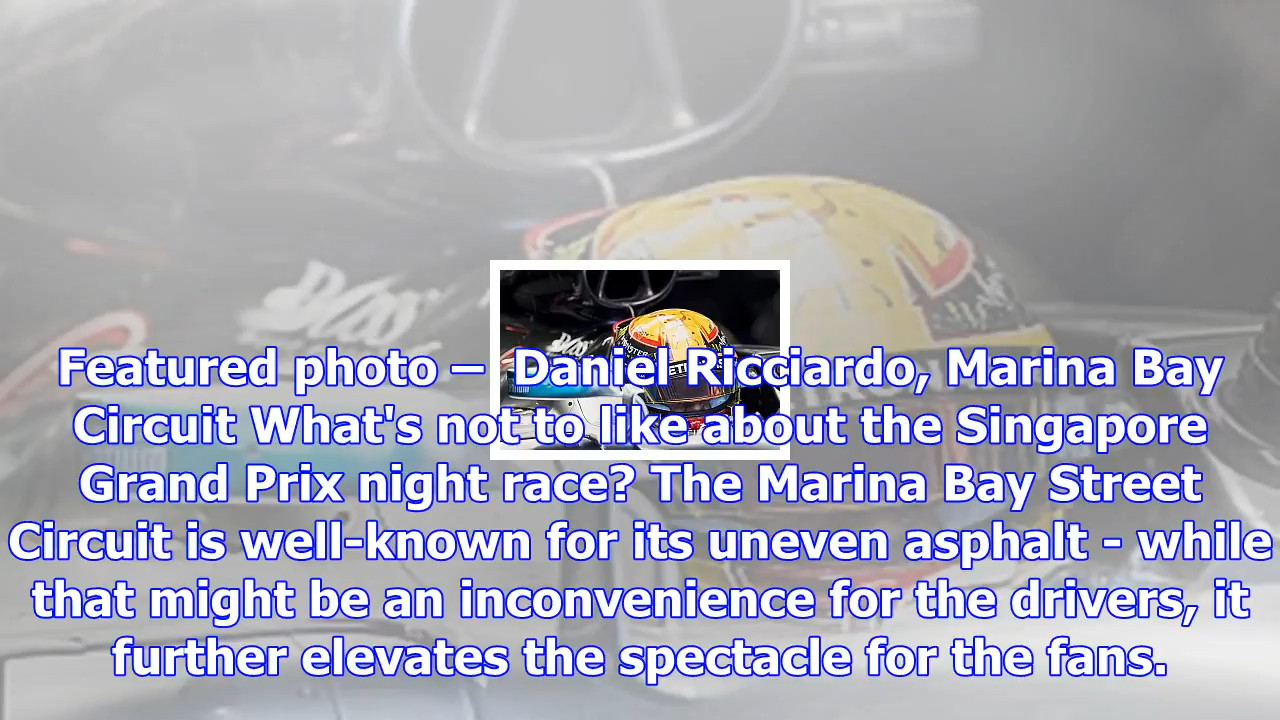 Featured photo – Daniel Ricciardo, Marina Bay
Circuit What's not to like about the Singapore
Grand Prix night race? The Marina Bay Street
Circuit is well-known for its uneven asphalt - while
that might be an inconvenience for the drivers, it
further elevates the spectacle for the fans.